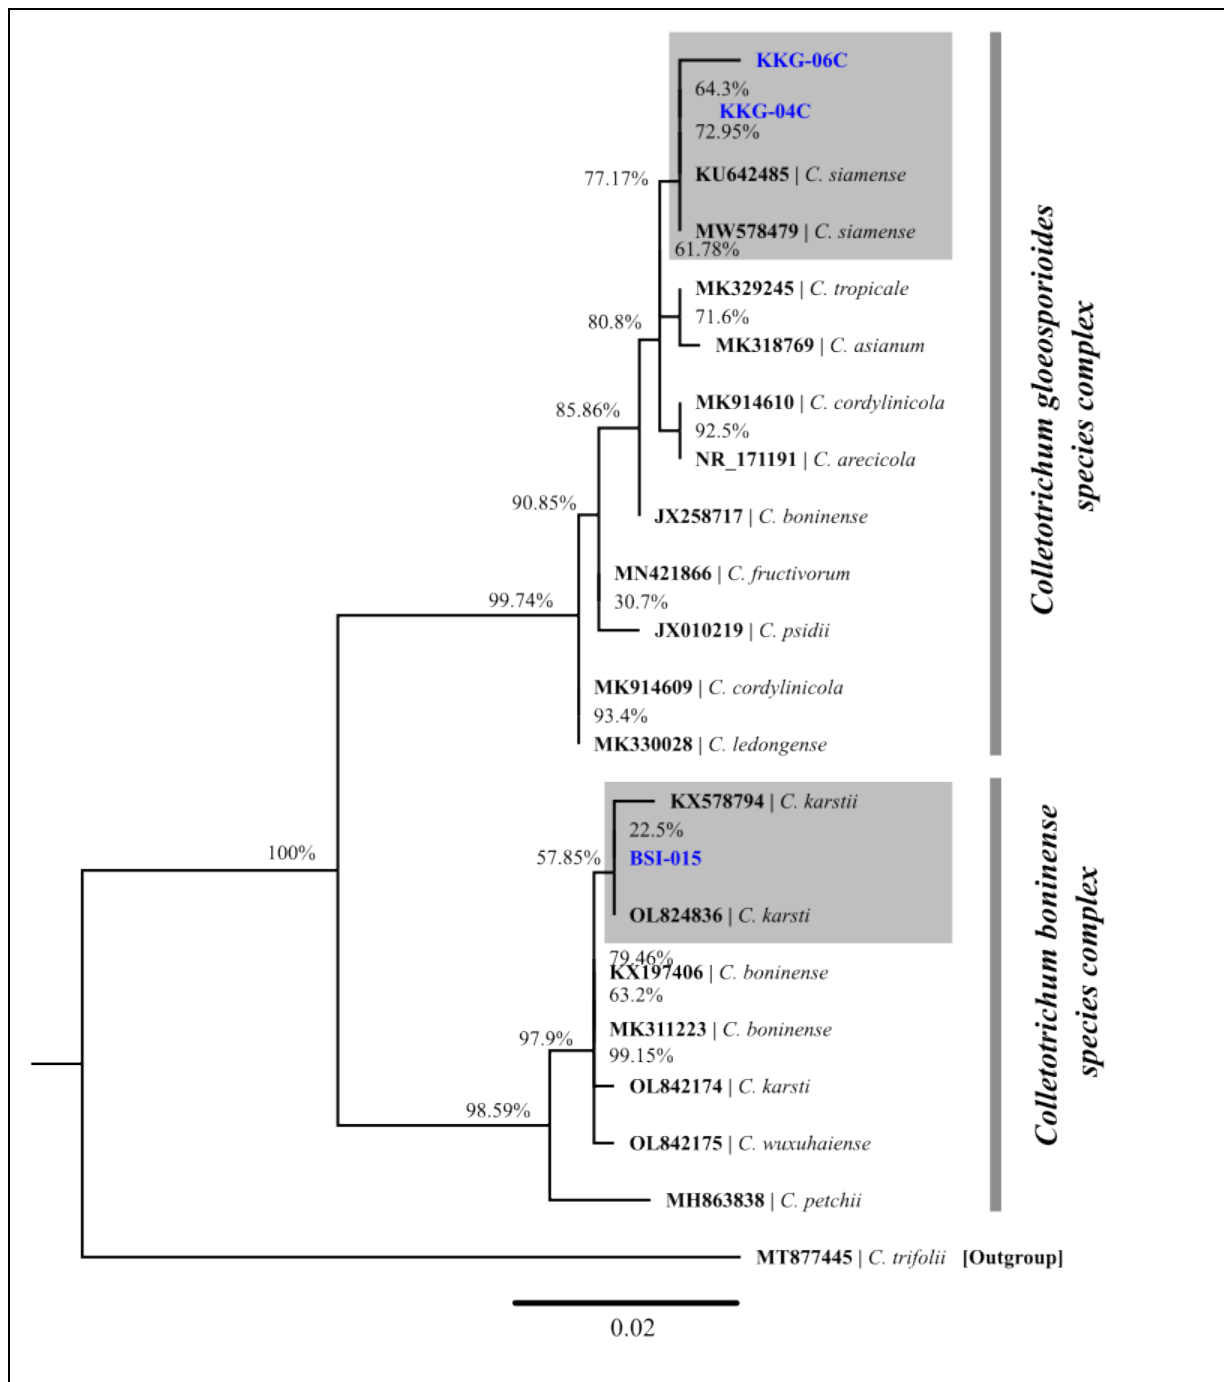 KKG-06C
64.3%
KKG-04C
72.95%
77.17%
KU642485 | C. siamense
MW578479 | C. siamense
61.78%
MK329245 | C. tropicale
71.6%
80.8%
MK318769 | C. asianum
MK914610 | C. cordylinicola
85.86%
92.5%
NR_171191 | C. arecicola
90.85%
JX258717 | C. boninense
MN421866 | C. fructivorum
99.74%
30.7%
JX010219 | C. psidii
MK914609 | C. cordylinicola
93.4%
MK330028 | C. ledongense
Colletotrichum gloeosporioides
species complex
KX578794 | C. karstii
22.5%
100%
57.85%
BSI-015
OL824836 | C. karsti
79.46%
KX197406 | C. boninense
63.2%
MK311223 | C. boninense
97.9%
99.15%
OL842174 | C. karsti
98.59%
OL842175 | C. wuxuhaiense
MH863838 | C. petchii
Colletotrichum boninense
species complex
MT877445 | C. trifolii [Outgroup]
0.02